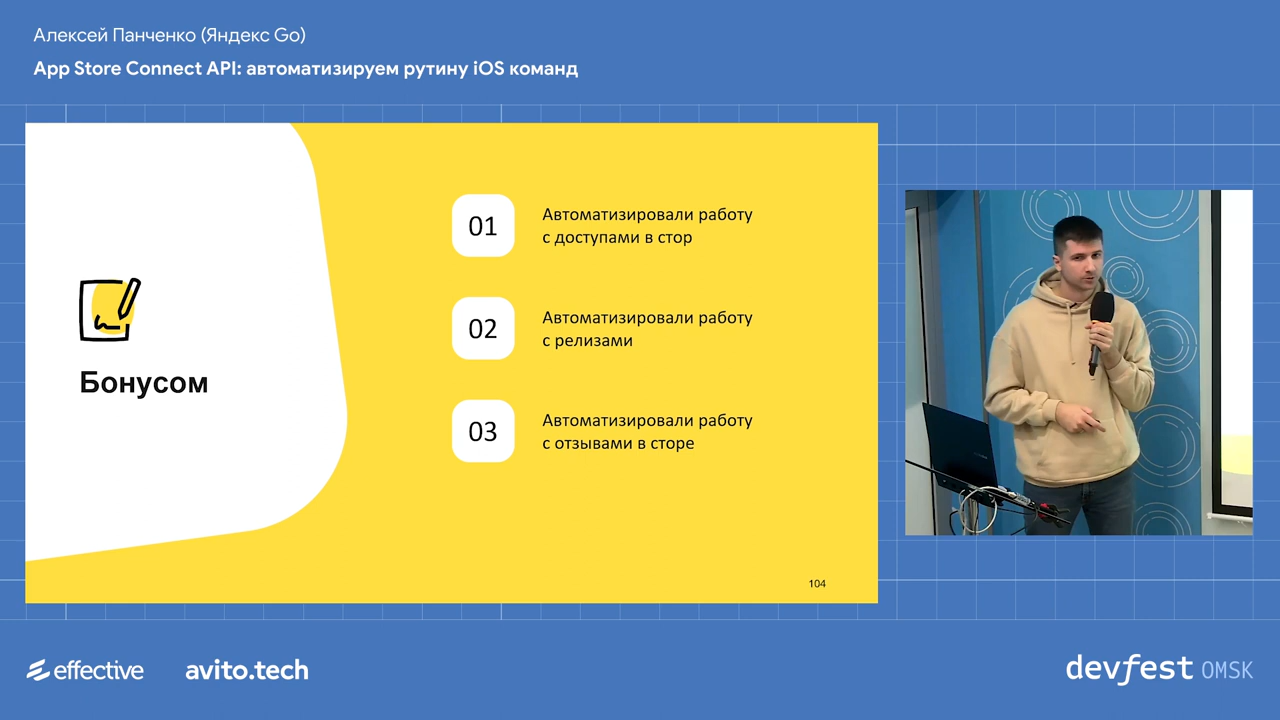 Алексей Панченко (Яндекс Go)
App Store Connect API: автоматизируем рутину iOS команд
Бонусом
01
Автоматизировали работу
с доступами в стор
02
Автоматизировали работу
с релизами
03
Автоматизировали работу
с отзывами в сторе
104
effective
avito.tech
devfest OMSK